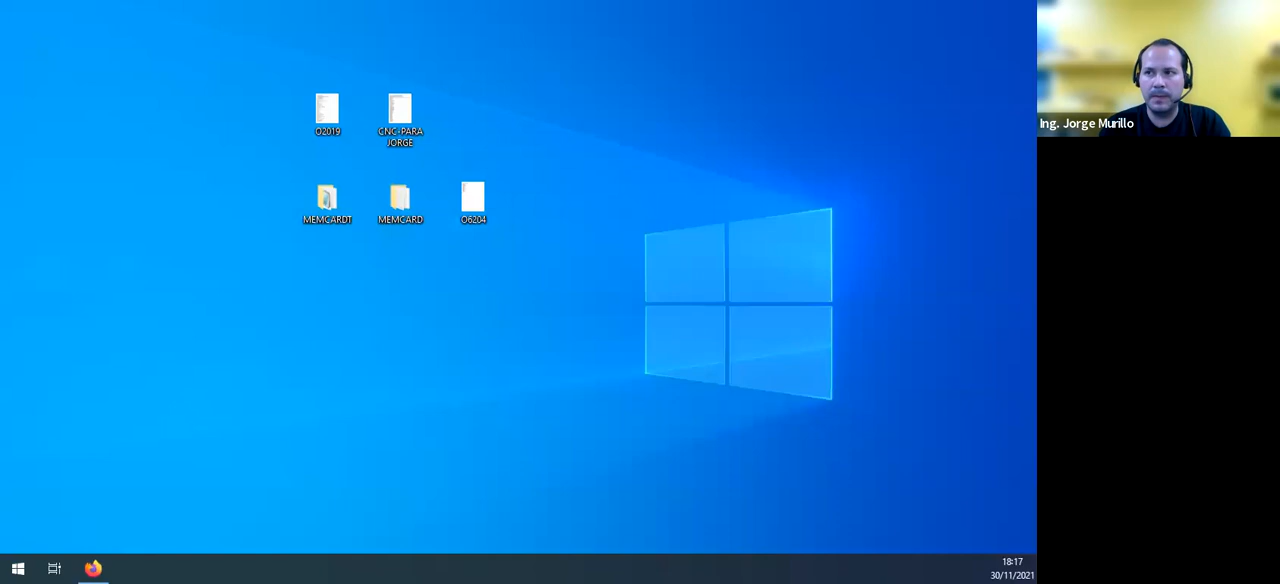 O2019
CNC-PARA
JORGE
MEMCARDT
MEMCARD
O6204
Ing. Jorge Murillo
18:17
30/11/2021